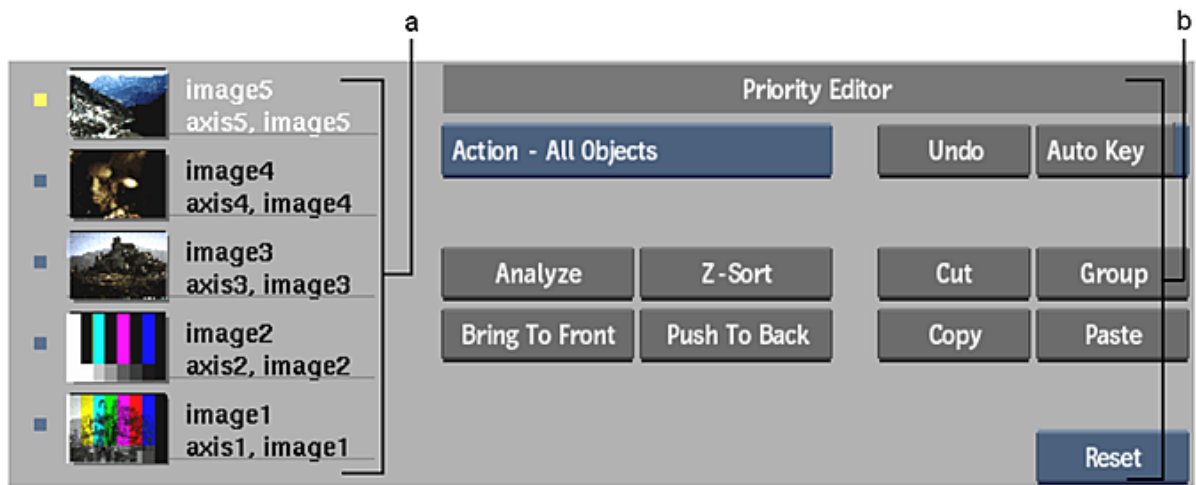 a
b
image5
axis5, image5
image4
axis4, image4
image3
axis3, image3
image2
axis2, image2
image1
axis1, image1
Priority Editor
Action - All Objects
Undo
Auto Key
Analyze
Z-Sort
Cut
Group
Bring To Front
Push To Back
Copy
Paste
Reset